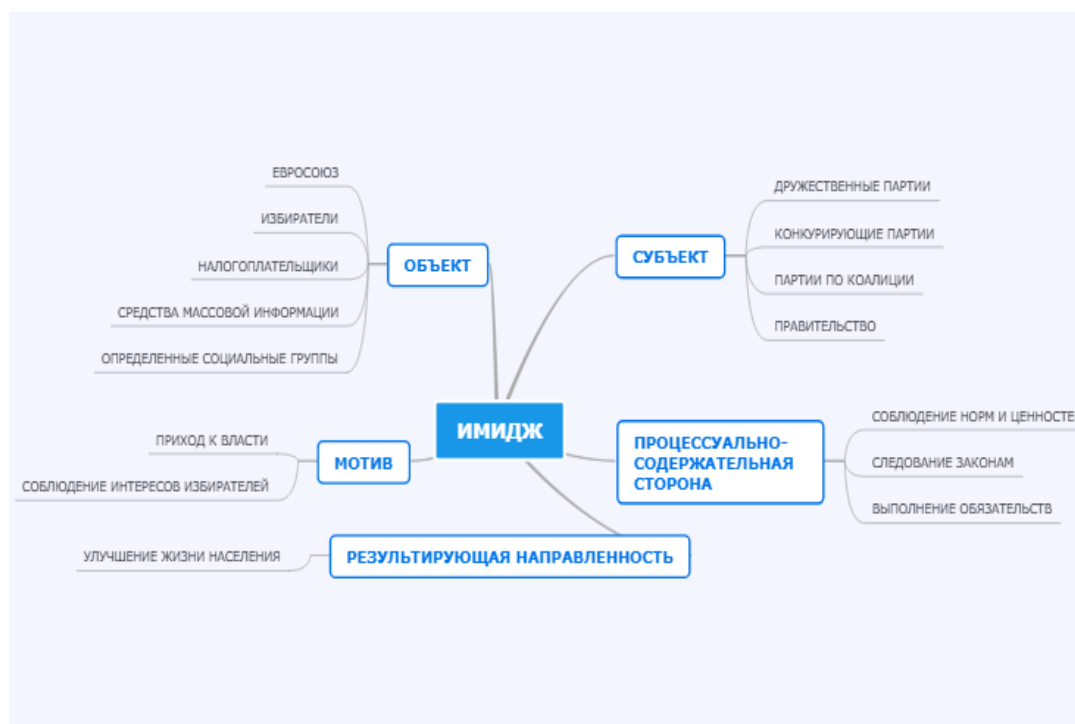 ИМИДЖ
ОБЪЕКТ
ЕВРОСОЮЗ
ИЗБИРАТЕЛИ
НАЛОГОПЛАТЕЛЬЩИКИ
СРЕДСТВА МАССОВОЙ ИНФОРМАЦИИ
ОПРЕДЕЛЕННЫЕ СОЦИАЛЬНЫЕ ГРУППЫ
СУБЪЕКТ
ДРУЖЕСТВЕННЫЕ ПАРТИИ
КОНКУРИРУЮЩИЕ ПАРТИИ
ПАРТИИ ПО КОАЛИЦИИ
ПРАВИТЕЛЬСТВО
МОТИВ
ПРИХОД К ВЛАСТИ
СОБЛЮДЕНИЕ ИНТЕРЕСОВ ИЗБИРАТЕЛЕЙ
ПРОЦЕССУАЛЬНО-
СОДЕРЖАТЕЛЬНАЯ
СТОРОНА
СОБЛЮДЕНИЕ НОРМ И ЦЕННОСТЕ
СЛЕДОВАНИЕ ЗАКОНАМ
ВЫПОЛНЕНИЕ ОБЯЗАТЕЛЬСТВ
РЕЗУЛЬТИРУЮЩАЯ НАПРАВЛЕННОСТЬ
УЛУЧШЕНИЕ ЖИЗНИ НАСЕЛЕНИЯ